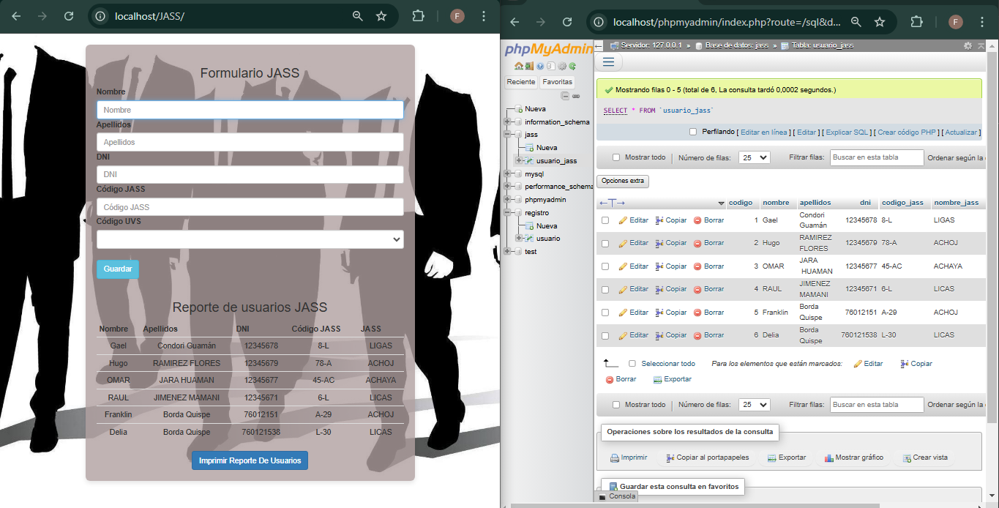 localhost/JASS/
F
Formulario JASS
Nombre
Nombre
Apellidos
Apellidos
DNI
DNI
Código JASS
Código JASS
Código UVS
Guardar
Reporte de usuarios JASS
Nombre Apellidos DNI Código JASS JASS
Gael Condori Guamán 12345678 8-L LIGAS
Hugo RAMIREZ FLORES 12345679 78-A ACHOJ
OMAR JARA HUAMAN 12345677 45-AC ACHAYA
RAUL JIMENEZ MAMANI 12345671 6-L LICAS
Franklin Borda Quispe 76012151 A-29 ACHOJ
Delia Borda Quispe 760121538 L-30 LICAS
Imprimir Reporte De Usuarios
localhost/phpmyadmin/index.php?route=/sql&d...
F
phpMyAdmin
Reciente Favoritas
Nueva
information_schema
jass
Nueva
usuario_jass
mysql
performance_schema
phpmyadmin
registro
Nueva
usuario
test
Servidor: 127.0.0.1 » Base de datos: jass » Tabla: usuario_jass
Mostrando filas 0 - 5 (total de 6, La consulta tardó 0,0002 segundos.)
SELECT * FROM `usuario_jass`
Perfilando [ Editar en línea ] [ Editar ] [ Explicar SQL ] [ Crear código PHP ] [ Actualizar ]
Mostrar todo | Número de filas: 25 Filtrar filas: Buscar en esta tabla Ordenar según la
Opciones extra
←T→ codigo nombre apellidos dni codigo_jass nombre_jass
Editar Copiar Borrar 1 Gael Condori Guamán 12345678 8-L LIGAS
Editar Copiar Borrar 2 Hugo RAMIREZ FLORES 12345679 78-A ACHOJ
Editar Copiar Borrar 3 OMAR JARA HUAMAN 12345677 45-AC ACHAYA
Editar Copiar Borrar 4 RAUL JIMENEZ MAMANI 12345671 6-L LICAS
Editar Copiar Borrar 5 Franklin Borda Quispe 76012151 A-29 ACHOJ
Editar Copiar Borrar 6 Delia Borda Quispe 760121538 L-30 LICAS
Seleccionar todo Para los elementos que están marcados: Editar Copiar
Borrar Exportar
Mostrar todo | Número de filas: 25 Filtrar filas: Buscar en esta tabla Ordenar según la
Operaciones sobre los resultados de la consulta
Imprimir Copiar al portapapeles Exportar Mostrar gráfico Crear vista
Guardar esta consulta en favoritos
Consola